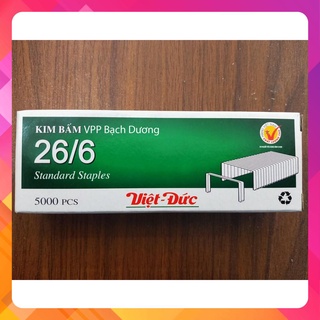 KIM BẤM VPP Bạch Dương
26/6
Standard Staples
5000 PCS
Việt-Đức